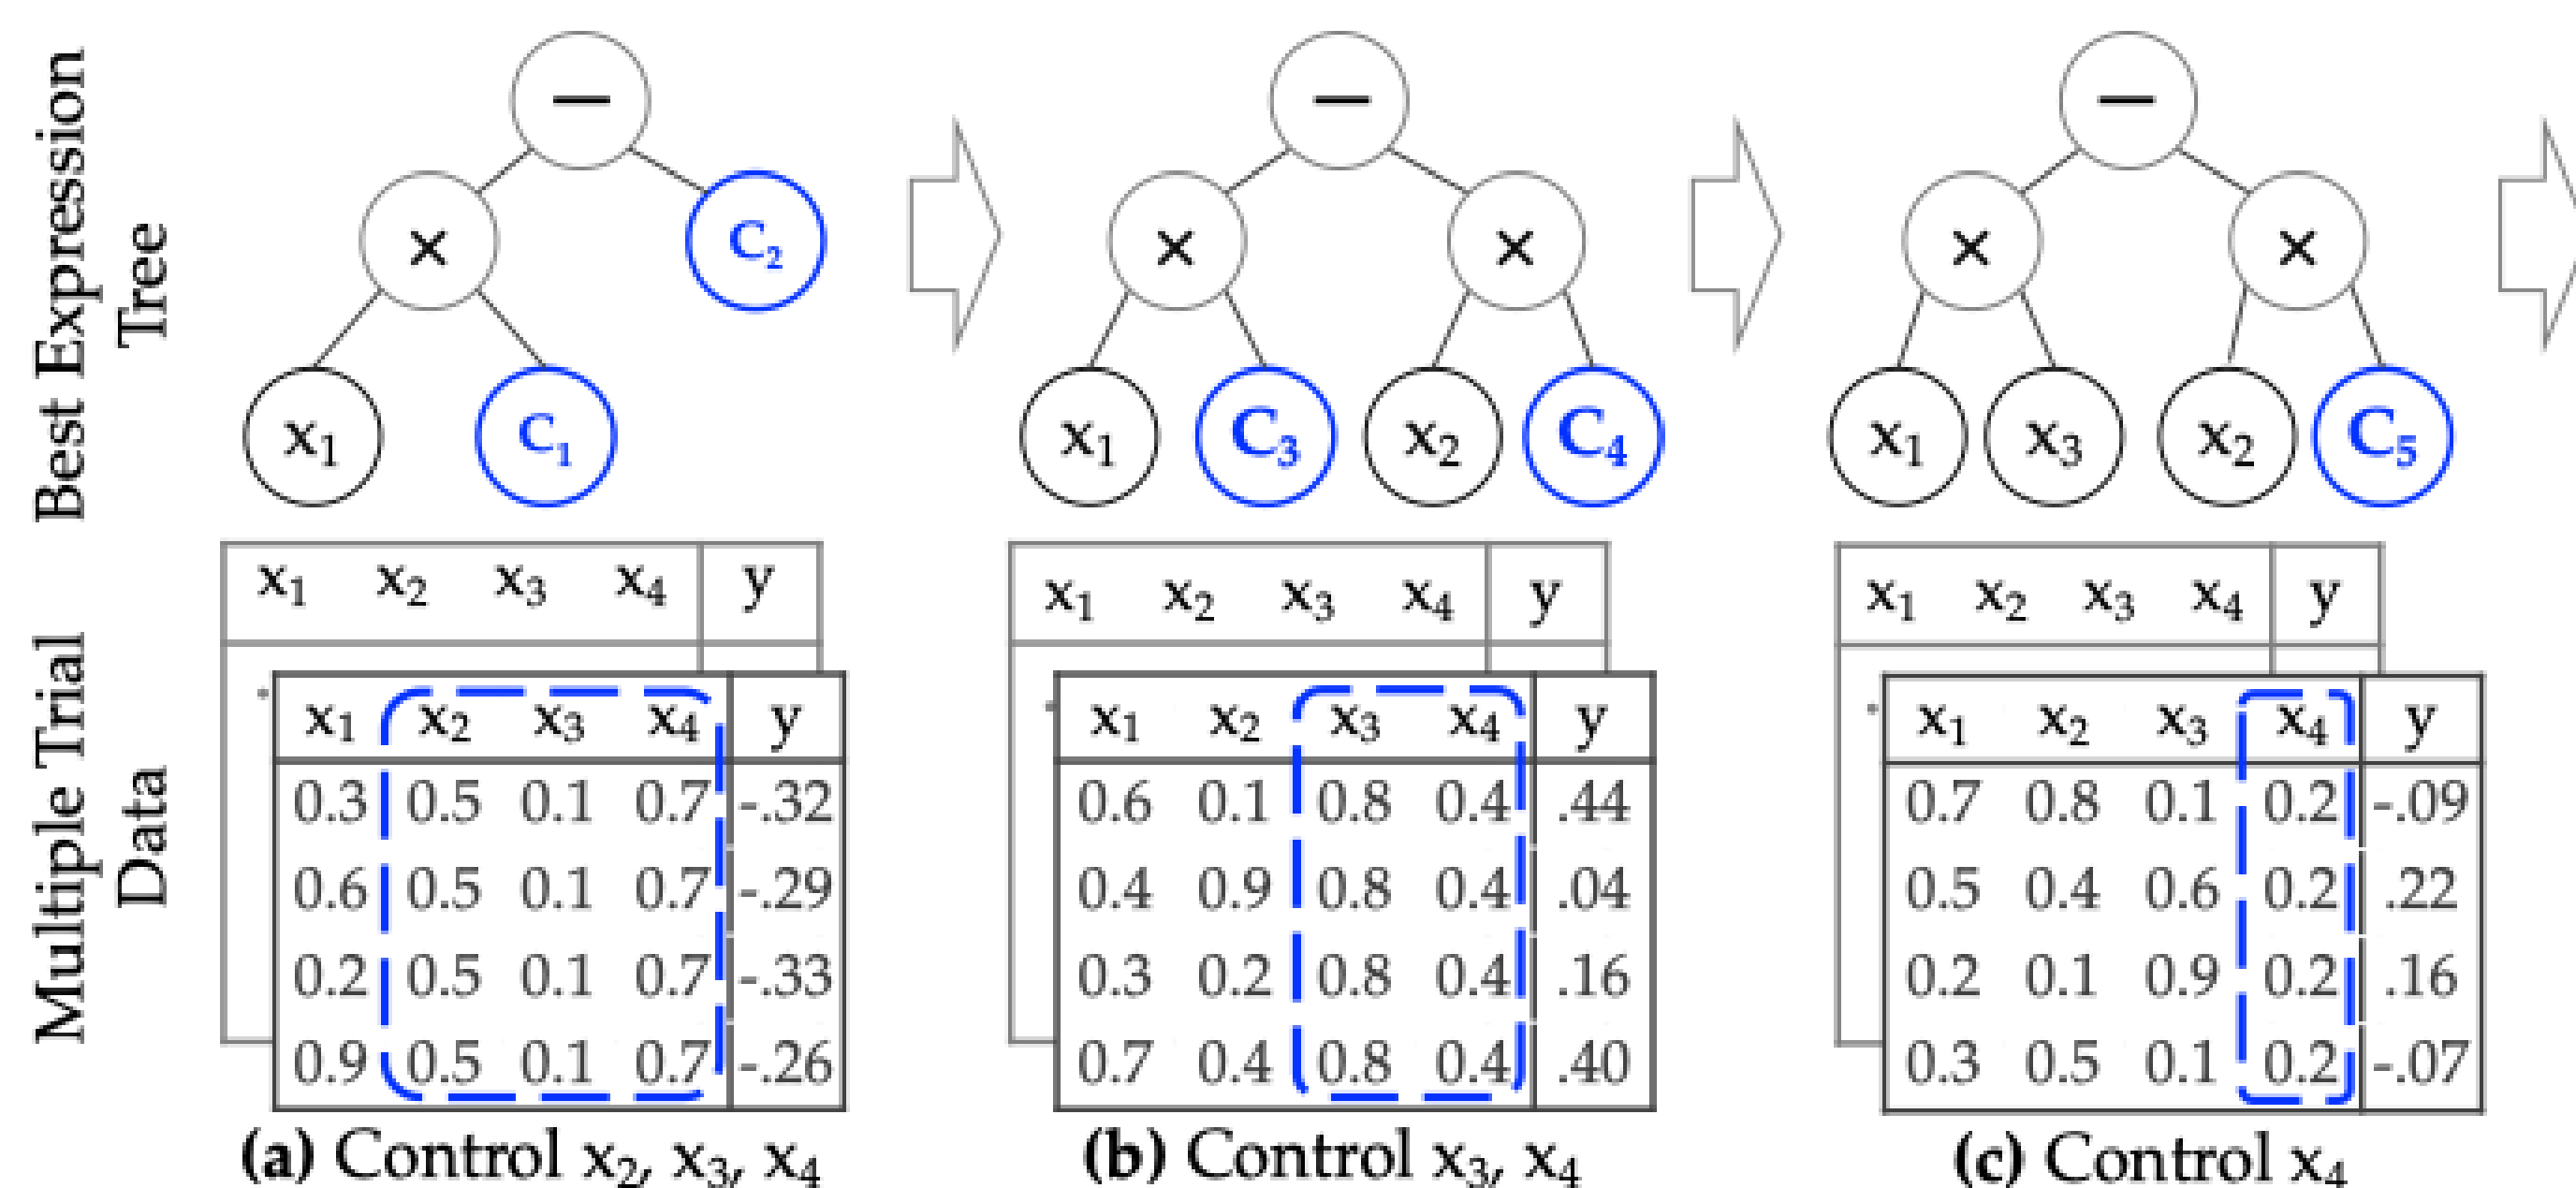 Best Expression
Tree
−
×
C₂
x₁
C₁
−
×
×
x₁
C₃
x₂
C₄
−
×
×
x₁
x₃
x₂
C₅
Multiple Trial
Data
x₁ x₂ x₃ x₄ y
x₁ x₂ x₃ x₄ y
0.3 0.5 0.1 0.7 -.32
0.6 0.5 0.1 0.7 -.29
0.2 0.5 0.1 0.7 -.33
0.9 0.5 0.1 0.7 -.26
(a) Control x₂, x₃, x₄
x₁ x₂ x₃ x₄ y
x₁ x₂ x₃ x₄ y
0.6 0.1 0.8 0.4 .44
0.4 0.9 0.8 0.4 .04
0.3 0.2 0.8 0.4 .16
0.7 0.4 0.8 0.4 .40
(b) Control x₃, x₄
x₁ x₂ x₃ x₄ y
x₁ x₂ x₃ x₄ y
0.7 0.8 0.1 0.2 -.09
0.5 0.4 0.6 0.2 .22
0.2 0.1 0.9 0.2 .16
0.3 0.5 0.1 0.2 -.07
(c) Control x₄